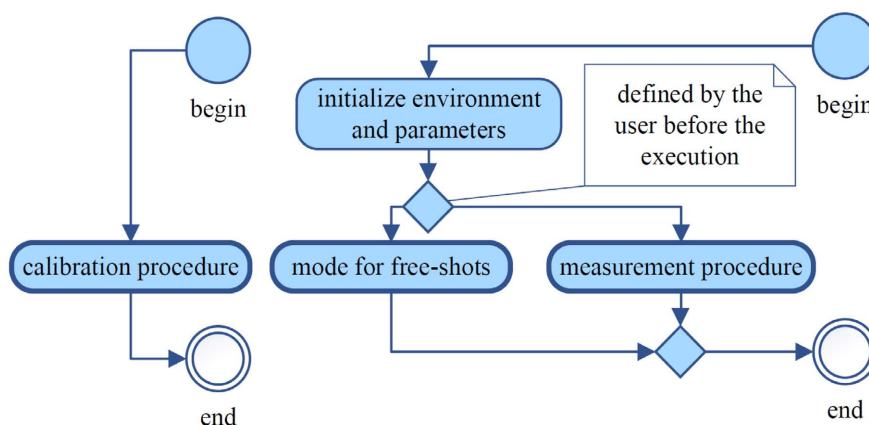 begin
calibration procedure
end
begin
initialize environment
and parameters
defined by the
user before the
execution
mode for free-shots
measurement procedure
end